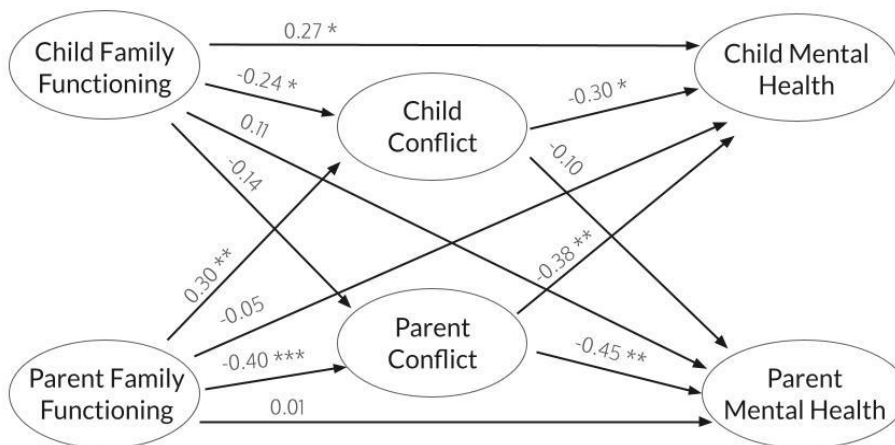 0.27 *
Child Family
Functioning
Child Mental
Health
-0.24 *
-0.30 *
Child
Conflict
0.11
-0.14
-0.10
0.30 **
-0.38 **
-0.05
Parent
Conflict
-0.40 ***
-0.45 **
Parent Family
Functioning
0.01
Parent
Mental Health